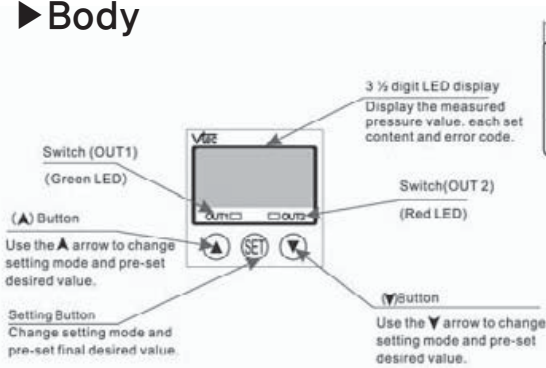 ▶Body
3 ½ digit LED display
Display the measured
pressure value, each set
content and error code.
Vtec
Switch (OUT1)
(Green LED)
Switch(OUT 2)
(Red LED)
OUT1
OUT2
(▲) Button
Use the ▲ arrow to change
setting mode and pre-set
desired value.
SET
Setting Button
Change setting mode and
pre-set final desired value.
(▼)Button
Use the ▼ arrow to change
setting mode and pre-set
desired value.